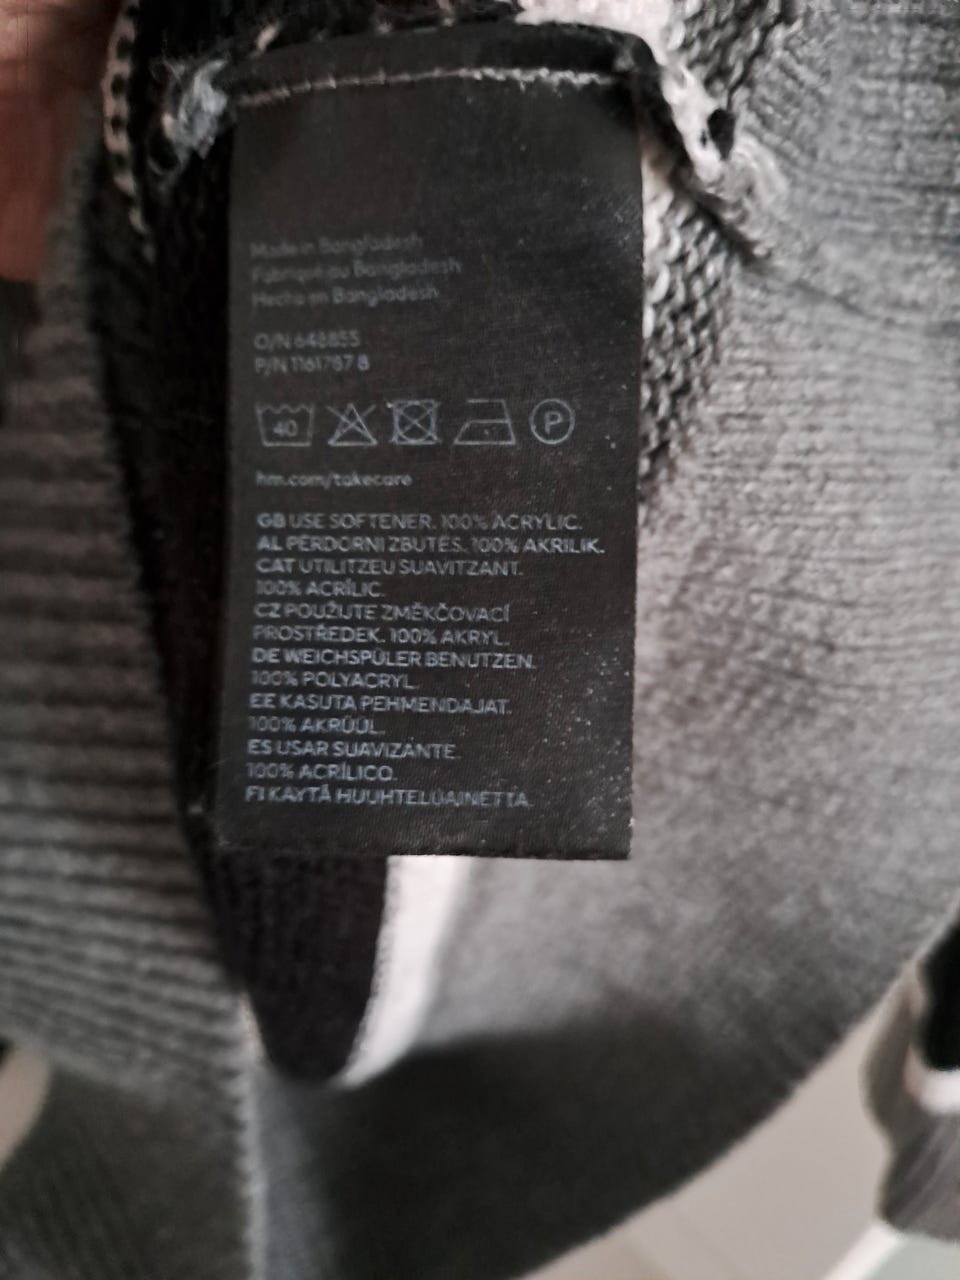 Made in Bangladesh
Fabriqué au Bangladesh
Hecho en Bangladesh
O/N 648855
P/N 1161787 8
40
P
hm.com/takecare
GB USE SOFTENER. 100% ACRYLIC.
AL PËRDORNI ZBUTËS. 100% AKRILIK.
CAT UTILITZEU SUAVITZANT.
100% ACRÍLIC.
CZ POUŽIJTE ZMĚKČOVACÍ
PROSTŘEDEK. 100% AKRYL.
DE WEICHSPÜLER BENUTZEN.
100% POLYACRYL.
EE KASUTA PEHMENDAJAT.
100% AKRÜÜL.
ES USAR SUAVIZANTE.
100% ACRÍLICO.
FI KÄYTÄ HUUHTELUAINETTA.